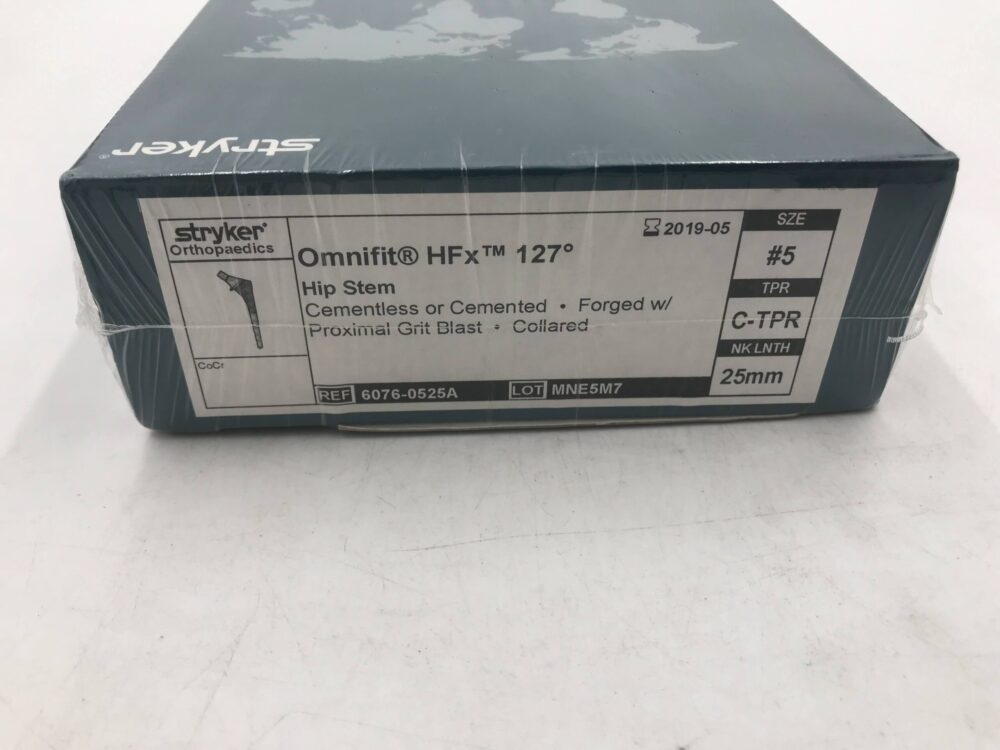 stryker®
stryker®
Orthopaedics
CoCr
Omnifit® HFx™ 127°
Hip Stem
Cementless or Cemented • Forged w/
Proximal Grit Blast • Collared
REF 6076-0525A
LOT MNE5M7
2019-05
SZE
#5
TPR
C-TPR
NK LNTH
25mm